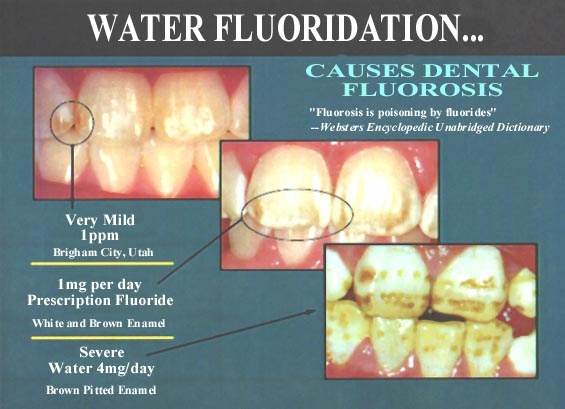 WATER FLUORIDATION...
CAUSES DENTAL
FLUOROSIS
"Fluorosis is poisoning by fluorides"
--Websters Encyclopedic Unabridged Dictionary
Very Mild
1ppm
Brigham City, Utah
1mg per day
Prescription Fluoride
White and Brown Enamel
Severe
Water 4mg/day
Brown Pitted Enamel